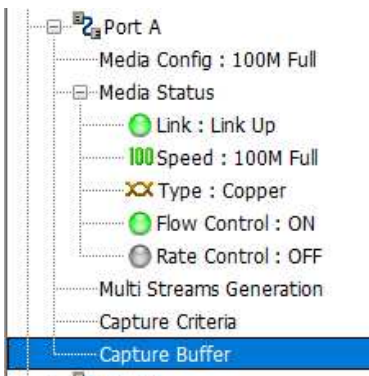 Port A
Media Config : 100M Full
Media Status
Link : Link Up
100 Speed : 100M Full
Type : Copper
Flow Control : ON
Rate Control : OFF
Multi Streams Generation
Capture Criteria
Capture Buffer